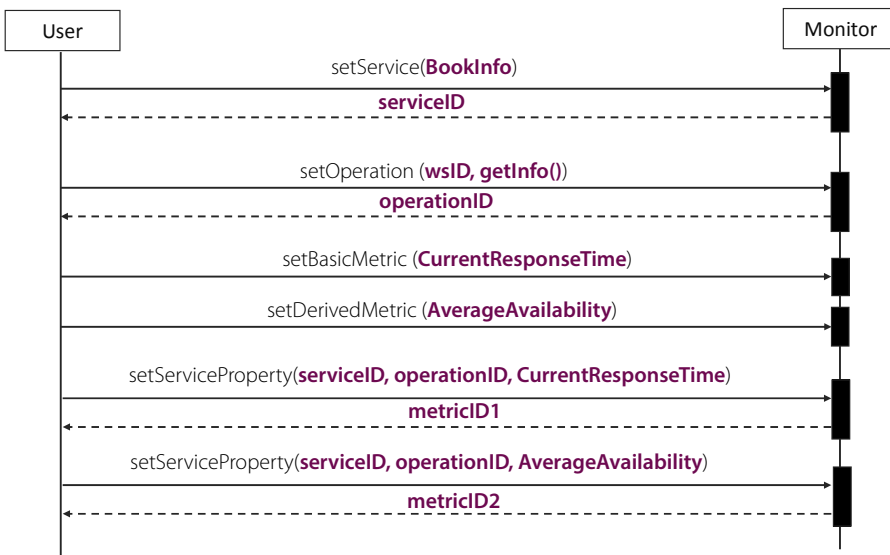 User
Monitor
setService(BookInfo)
serviceID
setOperation (wsID, getInfo())
operationID
setBasicMetric (CurrentResponseTime)
setDerivedMetric (AverageAvailability)
setServiceProperty(serviceID, operationID, CurrentResponseTime)
metricID1
setServiceProperty(serviceID, operationID, AverageAvailability)
metricID2